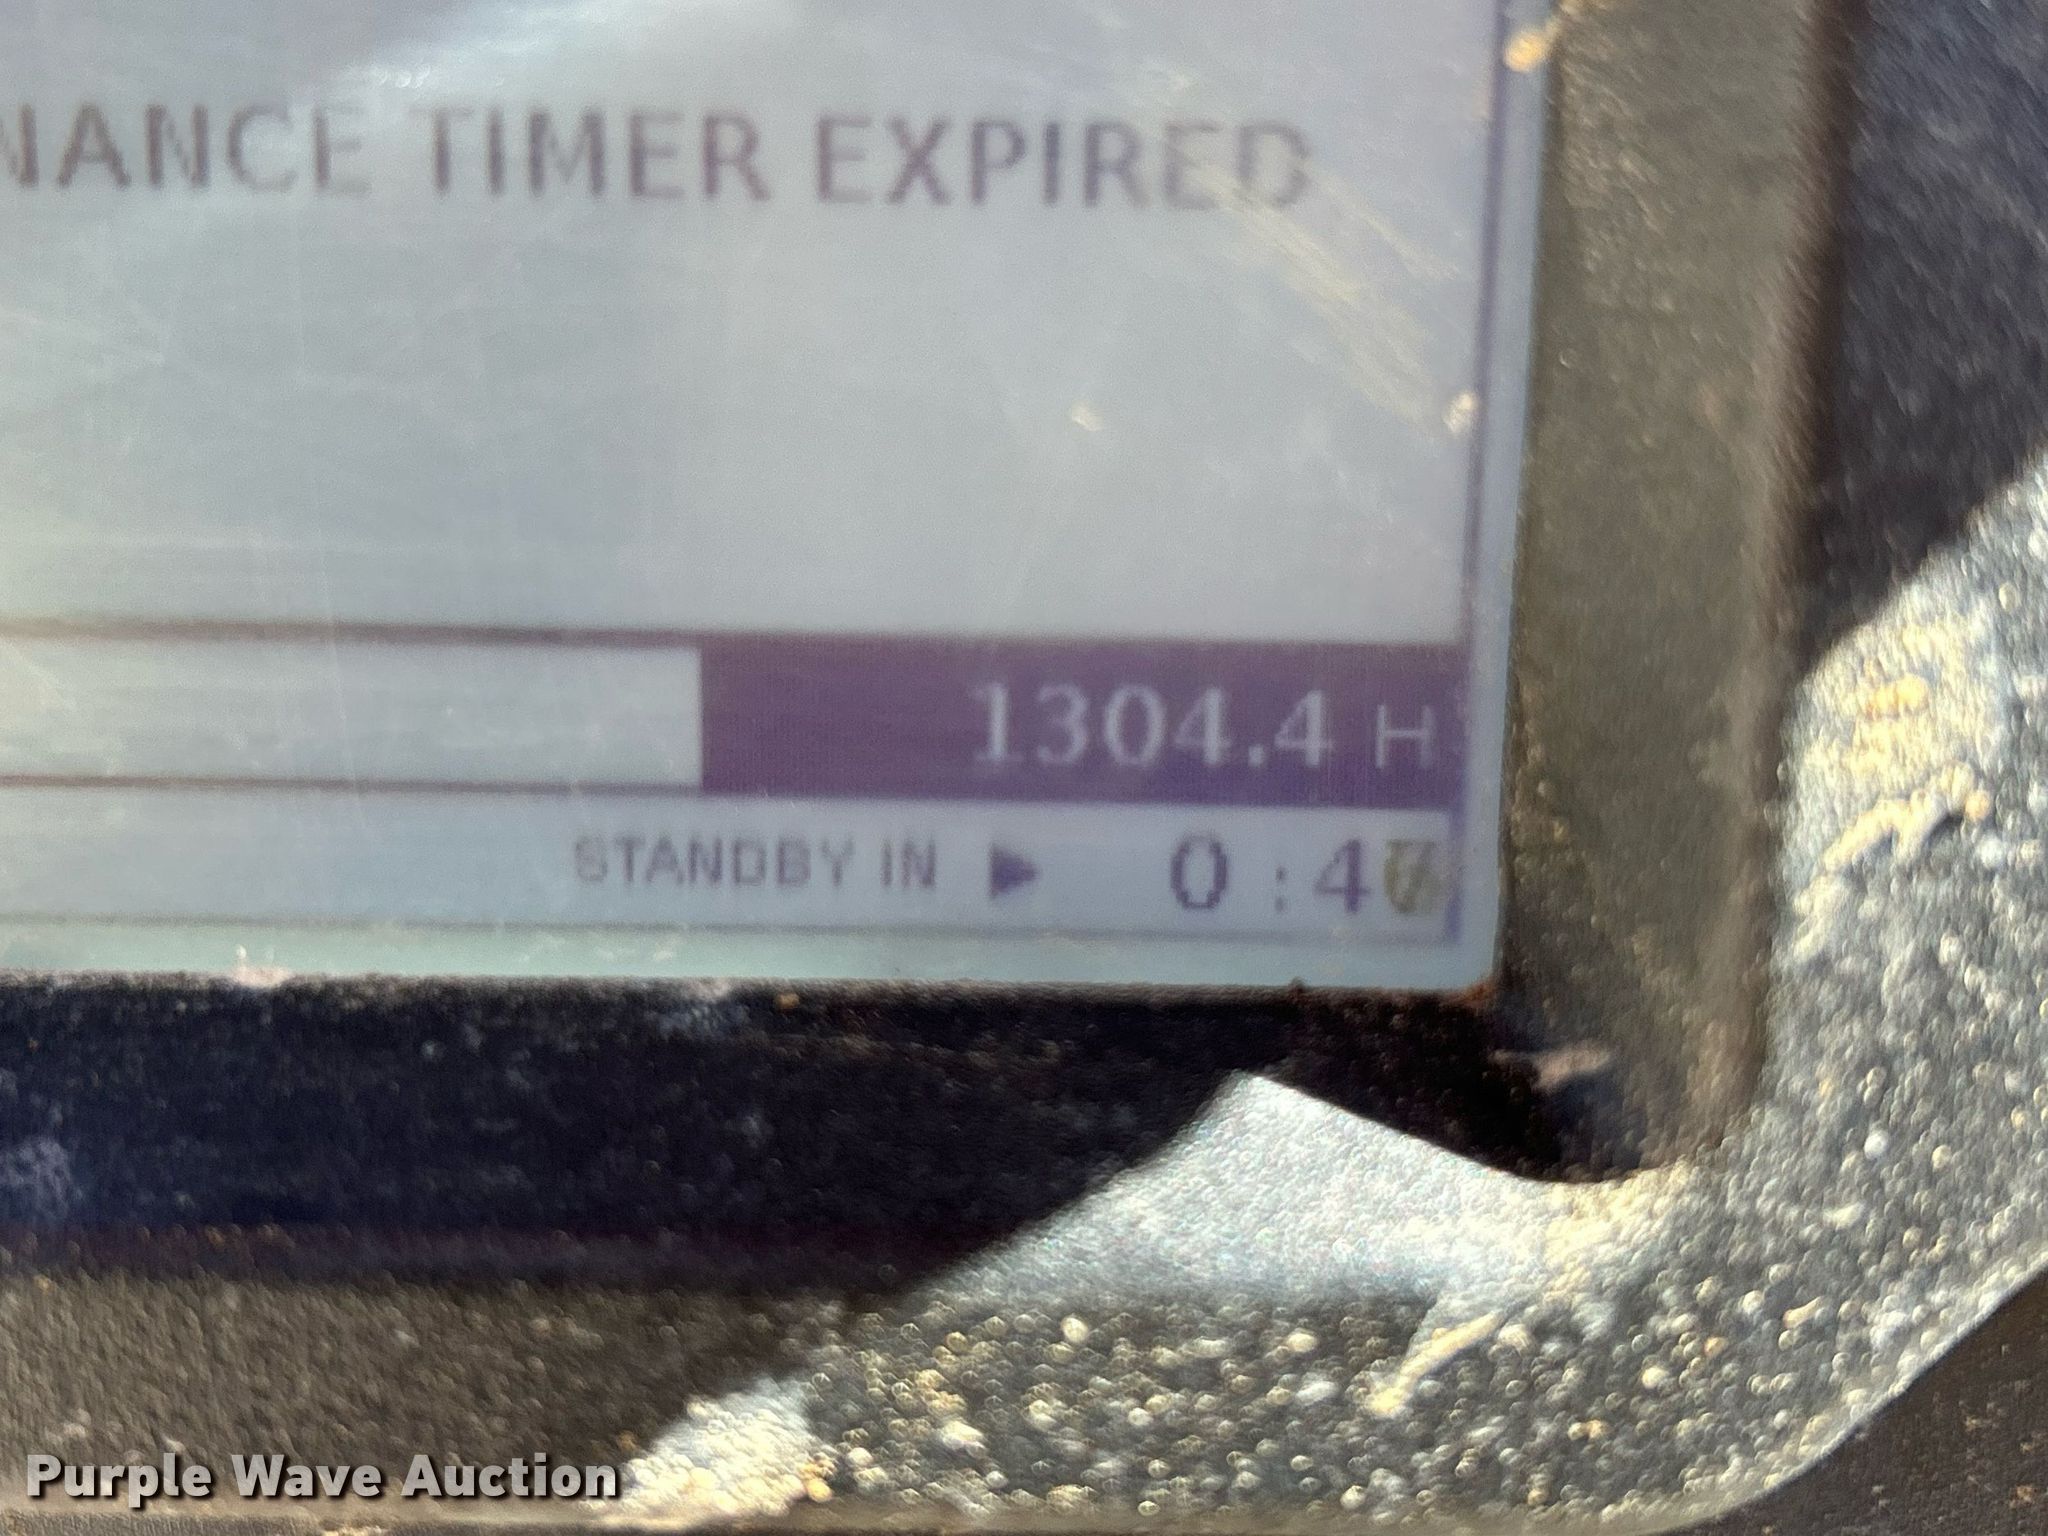 NANCE TIMER EXPIRED
1304.4 H
STANDBY IN ▶ 0:4
Purple Wave Auction